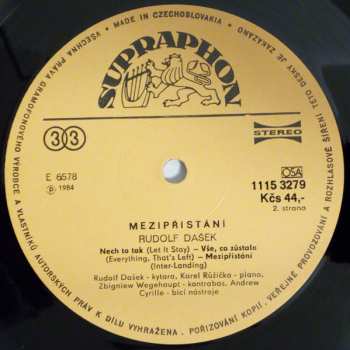 VŠECHNA PRÁVA GRAMOFONOVÉHO VÝROBCE A VLASTNÍKŮ AUTORSKÝCH PRÁV K DÍLU VYHRAŽENA. POŘIZOVÁNÍ KOPIÍ, VEŘEJNÉ PROVOZOVÁNÍ A ROZHLASOVÉ ŠÍŘENÍ TÉTO DESKY JE ZAKÁZÁNO • MADE IN CZECHOSLOVAKIA •
SUPRAPHON
33
STEREO
E 6578
Ⓟ 1984
OSA
1115 3279
Kčs 44,-
2. strana
MEZIPŘISTÁNÍ
RUDOLF DAŠEK
Nech to tak (Let It Stay) – Vše, co zůstalo
(Everything, That's Left) – Mezipřistání
(Inter-Landing)
Rudolf Dašek - kytara, Karel Růžička - piano,
Zbigniew Wegehaupt - kontrabas, Andrew
Cyrille - bicí nástroje